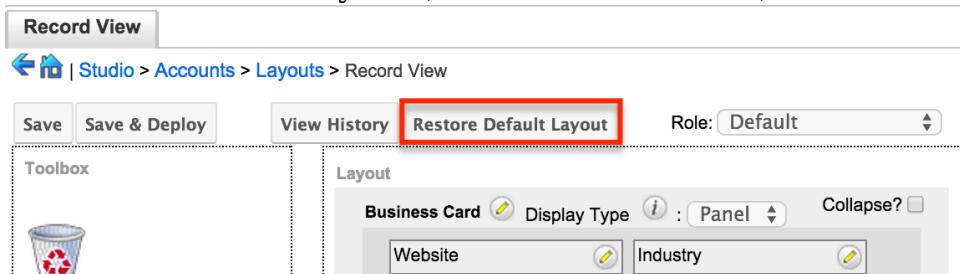 Record View
| Studio > Accounts > Layouts > Record View
Save Save & Deploy View History Restore Default Layout Role: Default
Toolbox
Layout
Business Card Display Type i : Panel Collapse?
Website Industry